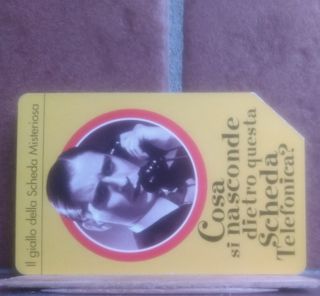 Il giallo della Scheda Misteriosa
Cosa
si nasconde
dietro questa
Scheda
Telefonica?